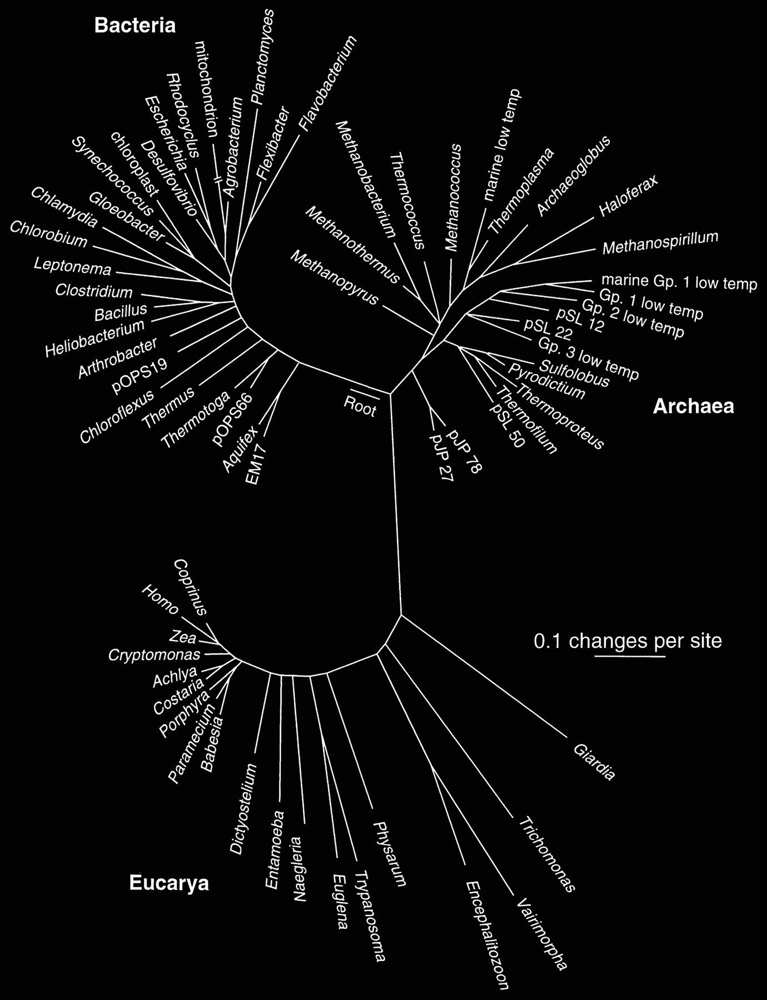 Bacteria
Planctomyces
Flavobacterium
mitochondrion
Rhodocyclus
Escherichia
Agrobacterium
Flexibacter
chloroplast
Desulfovibrio
Synechococcus
Gloeobacter
Chlamydia
Chlorobium
Leptonema
Clostridium
Bacillus
Heliobacterium
Arthrobacter
pOPS19
Chloroflexus
Thermus
Thermotoga
pOPS66
Aquifex
EM17
Root
Methanopyrus
Methanothermus
Methanobacterium
Thermococcus
Methanococcus
marine low temp
Thermoplasma
Archaeoglobus
Haloferax
Methanospirillum
marine Gp. 1 low temp
Gp. 1 low temp
Gp. 2 low temp
pSL 12
pSL 22
Gp. 3 low temp
Sulfolobus
Pyrodictium
Thermoproteus
Thermofilum
pSL 50
pJP 78
pJP 27
Archaea
0.1 changes per site
Coprinus
Homo
Zea
Cryptomonas
Achlya
Costaria
Porphyra
Paramecium
Babesia
Dictyostelium
Entamoeba
Naegleria
Euglena
Trypanosoma
Physarum
Encephalitozoon
Vairimorpha
Trichomonas
Giardia
Eucarya